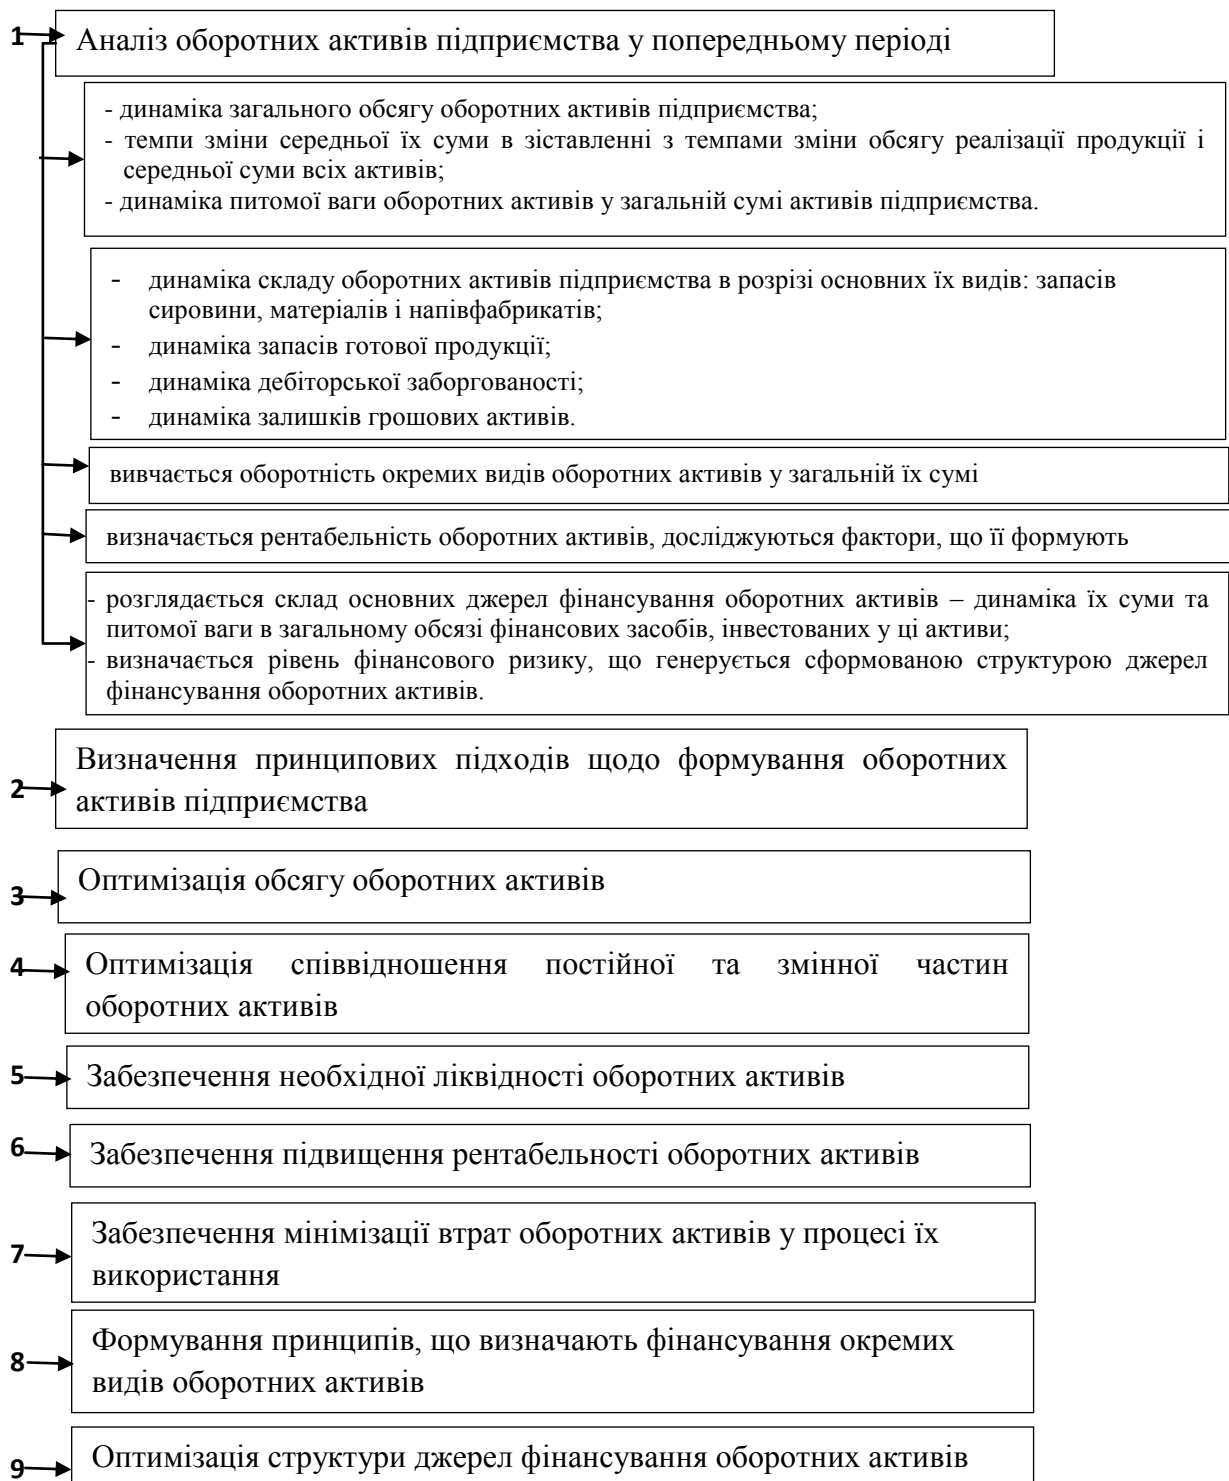 1 Аналіз оборотних активів підприємства у попередньому періоді
- динаміка загального обсягу оборотних активів підприємства;
- темпи зміни середньої їх суми в зіставленні з темпами зміни обсягу реалізації продукції і
середньої суми всіх активів;
- динаміка питомої ваги оборотних активів у загальній сумі активів підприємства.
- динаміка складу оборотних активів підприємства в розрізі основних їх видів: запасів
сировини, матеріалів і напівфабрикатів;
- динаміка запасів готової продукції;
- динаміка дебіторської заборгованості;
- динаміка залишків грошових активів.
вивчається оборотність окремих видів оборотних активів у загальній їх сумі
визначається рентабельність оборотних активів, досліджуються фактори, що її формують
- розглядається склад основних джерел фінансування оборотних активів – динаміка їх суми та
питомої ваги в загальному обсязі фінансових засобів, інвестованих у ці активи;
- визначається рівень фінансового ризику, що генерується сформованою структурою джерел
фінансування оборотних активів.
2 Визначення принципових підходів щодо формування оборотних
активів підприємства
3 Оптимізація обсягу оборотних активів
4 Оптимізація співвідношення постійної та змінної частин
оборотних активів
5 Забезпечення необхідної ліквідності оборотних активів
6 Забезпечення підвищення рентабельності оборотних активів
7 Забезпечення мінімізації втрат оборотних активів у процесі їх
використання
8 Формування принципів, що визначають фінансування окремих
видів оборотних активів
9 Оптимізація структури джерел фінансування оборотних активів